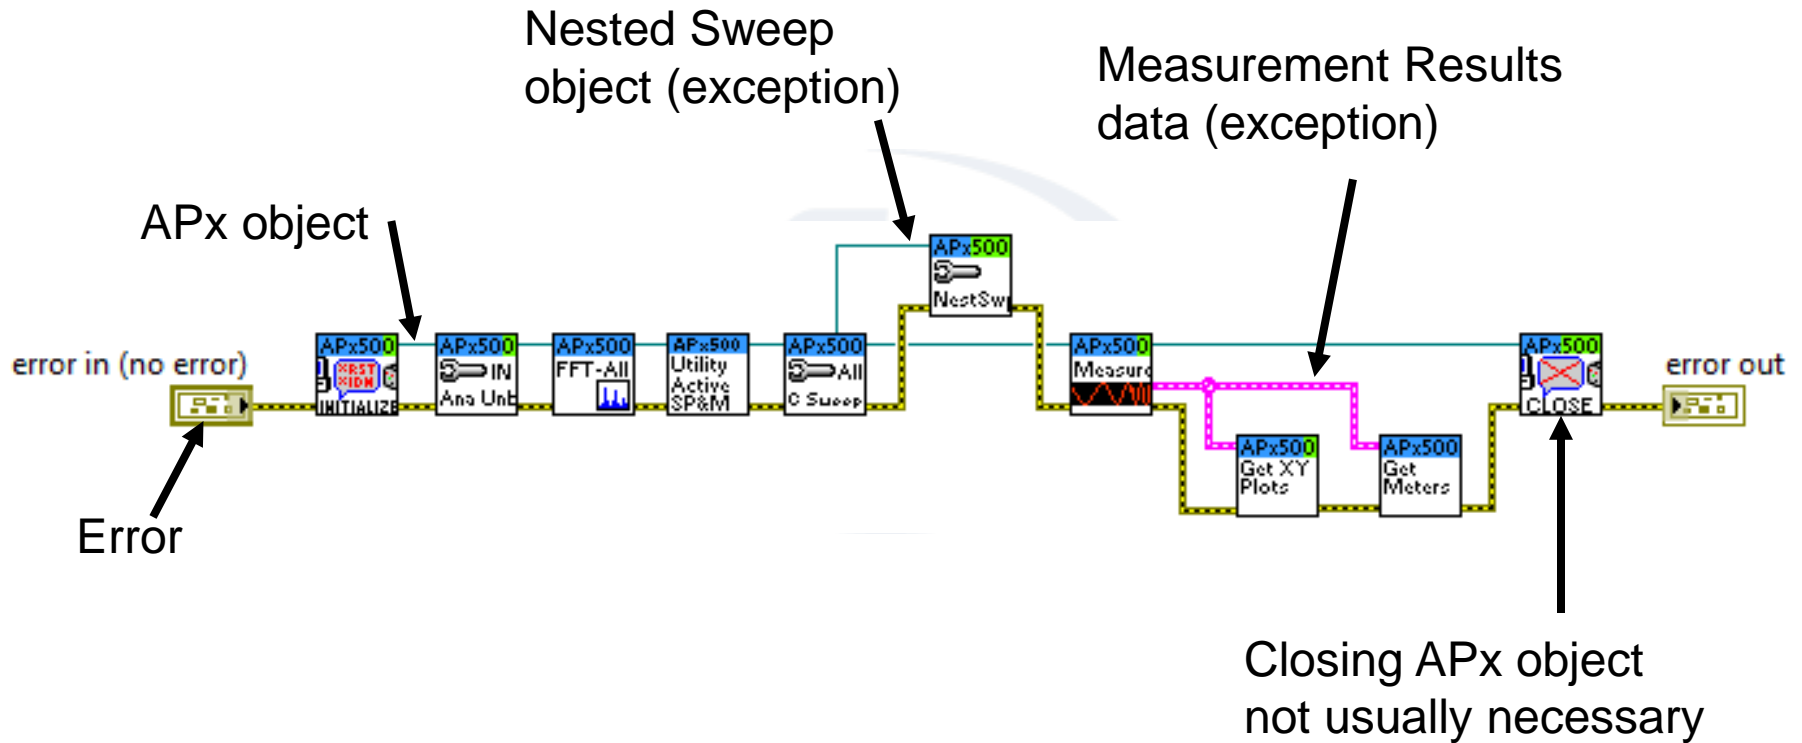 Nested Sweep
object (exception)
Measurement Results
data (exception)
APx object
error in (no error)
Error
APx500
INITIALIZE
APx500
IN
Ana Unb
APx500
FFT-All
APx500
Utility
Active
SP&M
APx500
All
C Sweep
APx500
NestSw
APx500
Measure
APx500
Get XY
Plots
APx500
Get
Meters
APx500
CLOSE
error out
Closing APx object
not usually necessary